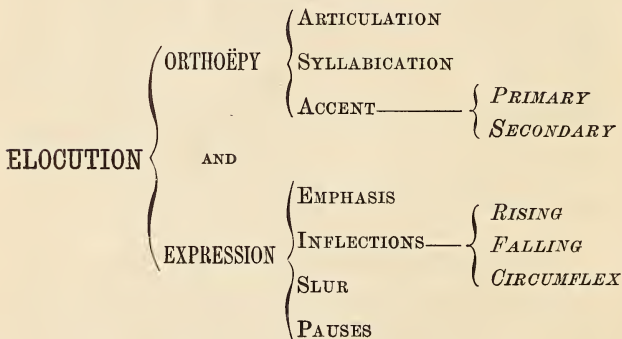 ARTICULATION
ORTHOËPY
SYLLABICATION
ACCENT
PRIMARY
SECONDARY
ELOCUTION
AND
EMPHASIS
EXPRESSION
INFLECTIONS
RISING
FALLING
CIRCUMFLEX
SLUR
PAUSES